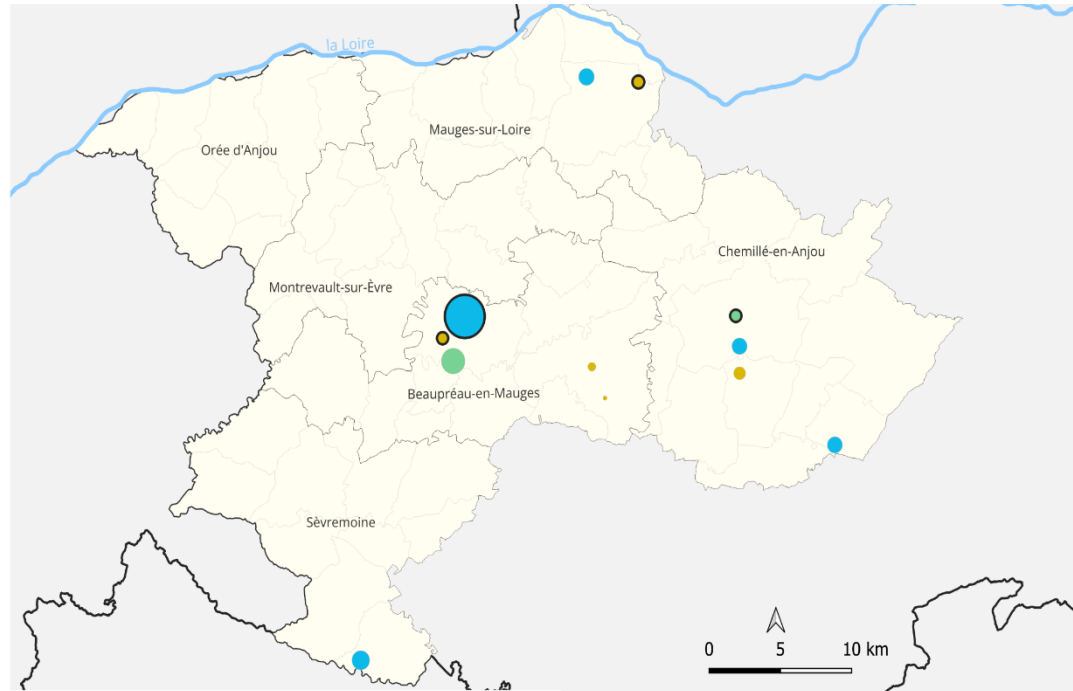 la Loire
Mauges-sur-Loire
Orée d'Anjou
Chemillé-en-Anjou
Montrevault-sur-Èvre
Beaupréau-en-Mauges
Sèvremoine
0 5 10 km